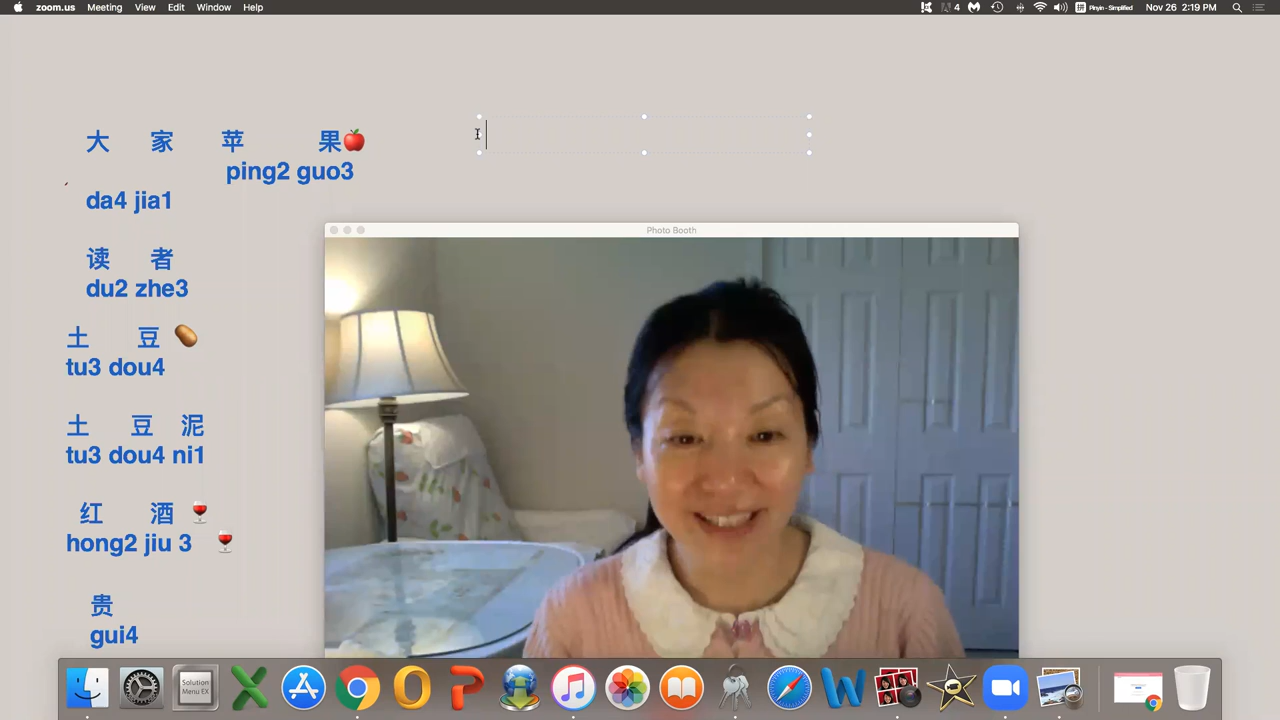 zoom.us Meeting View Edit Window Help
4 Pinyin - Simplified Nov 26 2:19 PM
大 家 苹 果🍎
ping2 guo3
da4 jia1
读 者
du2 zhe3
土 豆 🥔
tu3 dou4
土 豆 泥
tu3 dou4 ni1
红 酒 🍷
hong2 jiu 3 🍷
贵
gui4
Photo Booth
Solution
Menu EX